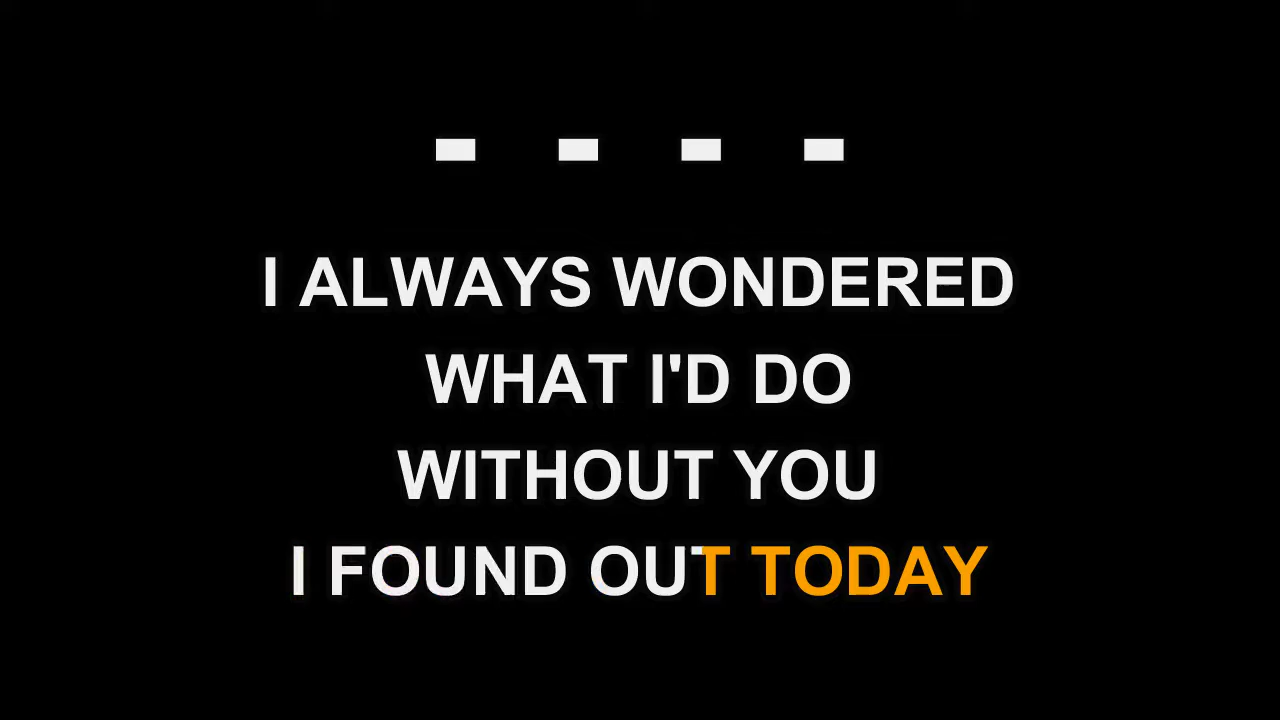 - - - -
I ALWAYS WONDERED
WHAT I'D DO
WITHOUT YOU
I FOUND OUT TODAY